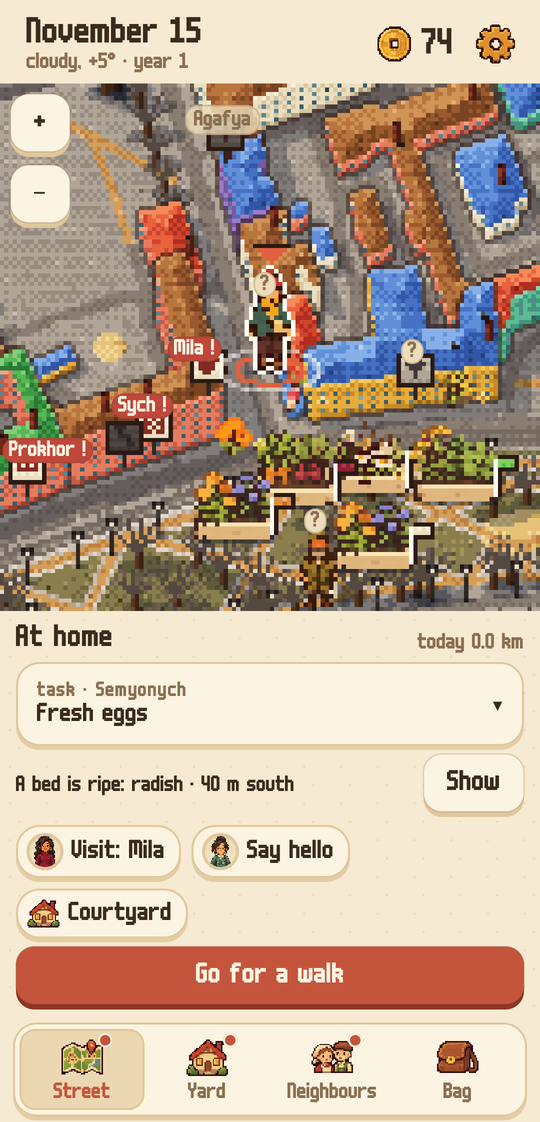 November 15
cloudy, +5° · year 1
74
+
−
Agafya
?
Mila !
?
Sych !
Prokhor !
?
At home
today 0.0 km
task · Semyonych
Fresh eggs
▼
A bed is ripe: radish · 40 m south
Show
Visit: Mila
Say hello
Courtyard
Go for a walk
Street
Yard
Neighbours
Bag